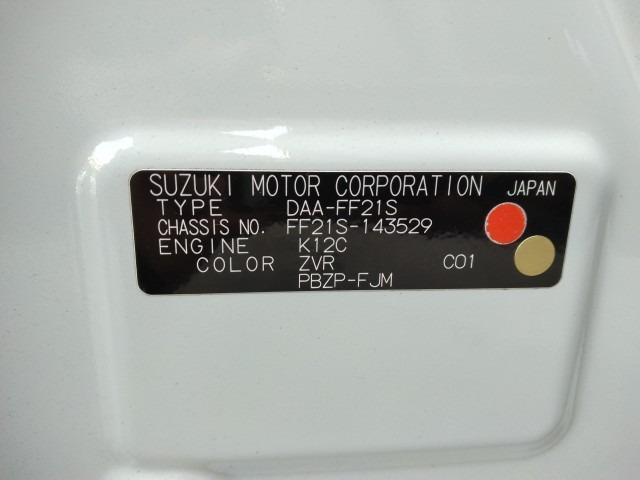 SUZUKI MOTOR CORPORATION JAPAN
TYPE DAA-FF21S
CHASSIS NO. FF21S-143529
ENGINE K12C
COLOR ZVR C01
PBZP-FJM